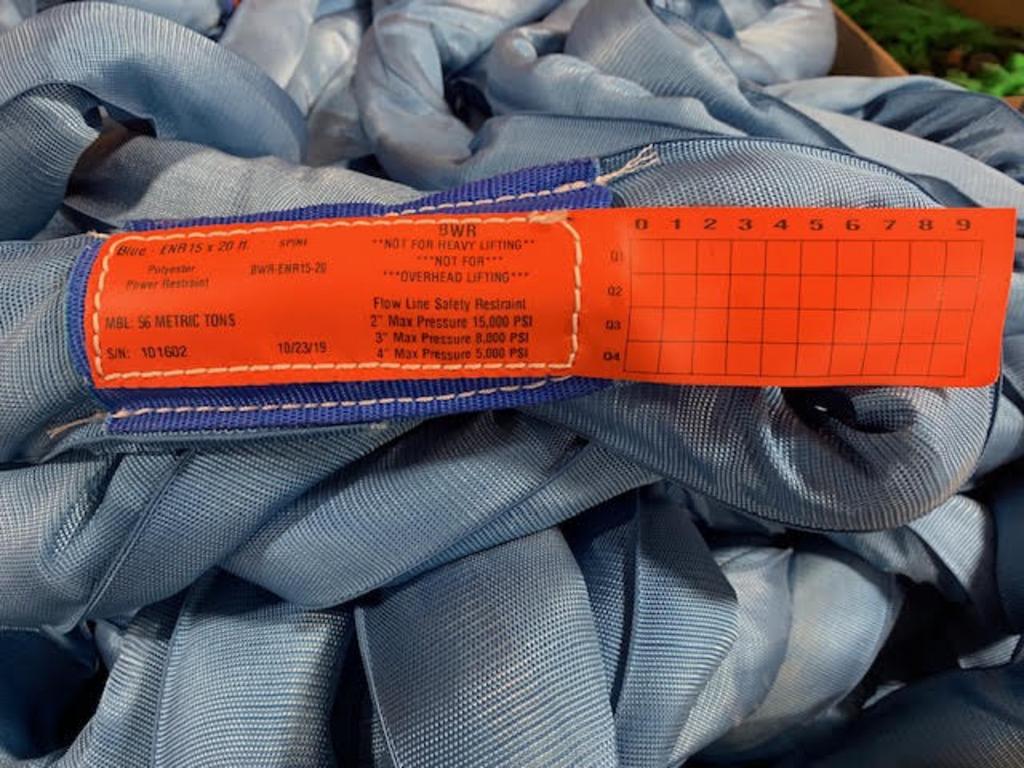 Blue - ENR15 x 20 ft. SPINE
Polyester BWR-ENR15-20
Power Restraint
MBL: 56 METRIC TONS
S/N: 101602 10/23/19
BWR
**NOT FOR HEAVY LIFTING**
***NOT FOR***
***OVERHEAD LIFTING***
Flow Line Safety Restraint
2" Max Pressure 15,000 PSI
3" Max Pressure 8,000 PSI
4" Max Pressure 5,000 PSI
0 1 2 3 4 5 6 7 8 9
Q1
Q2
Q3
Q4